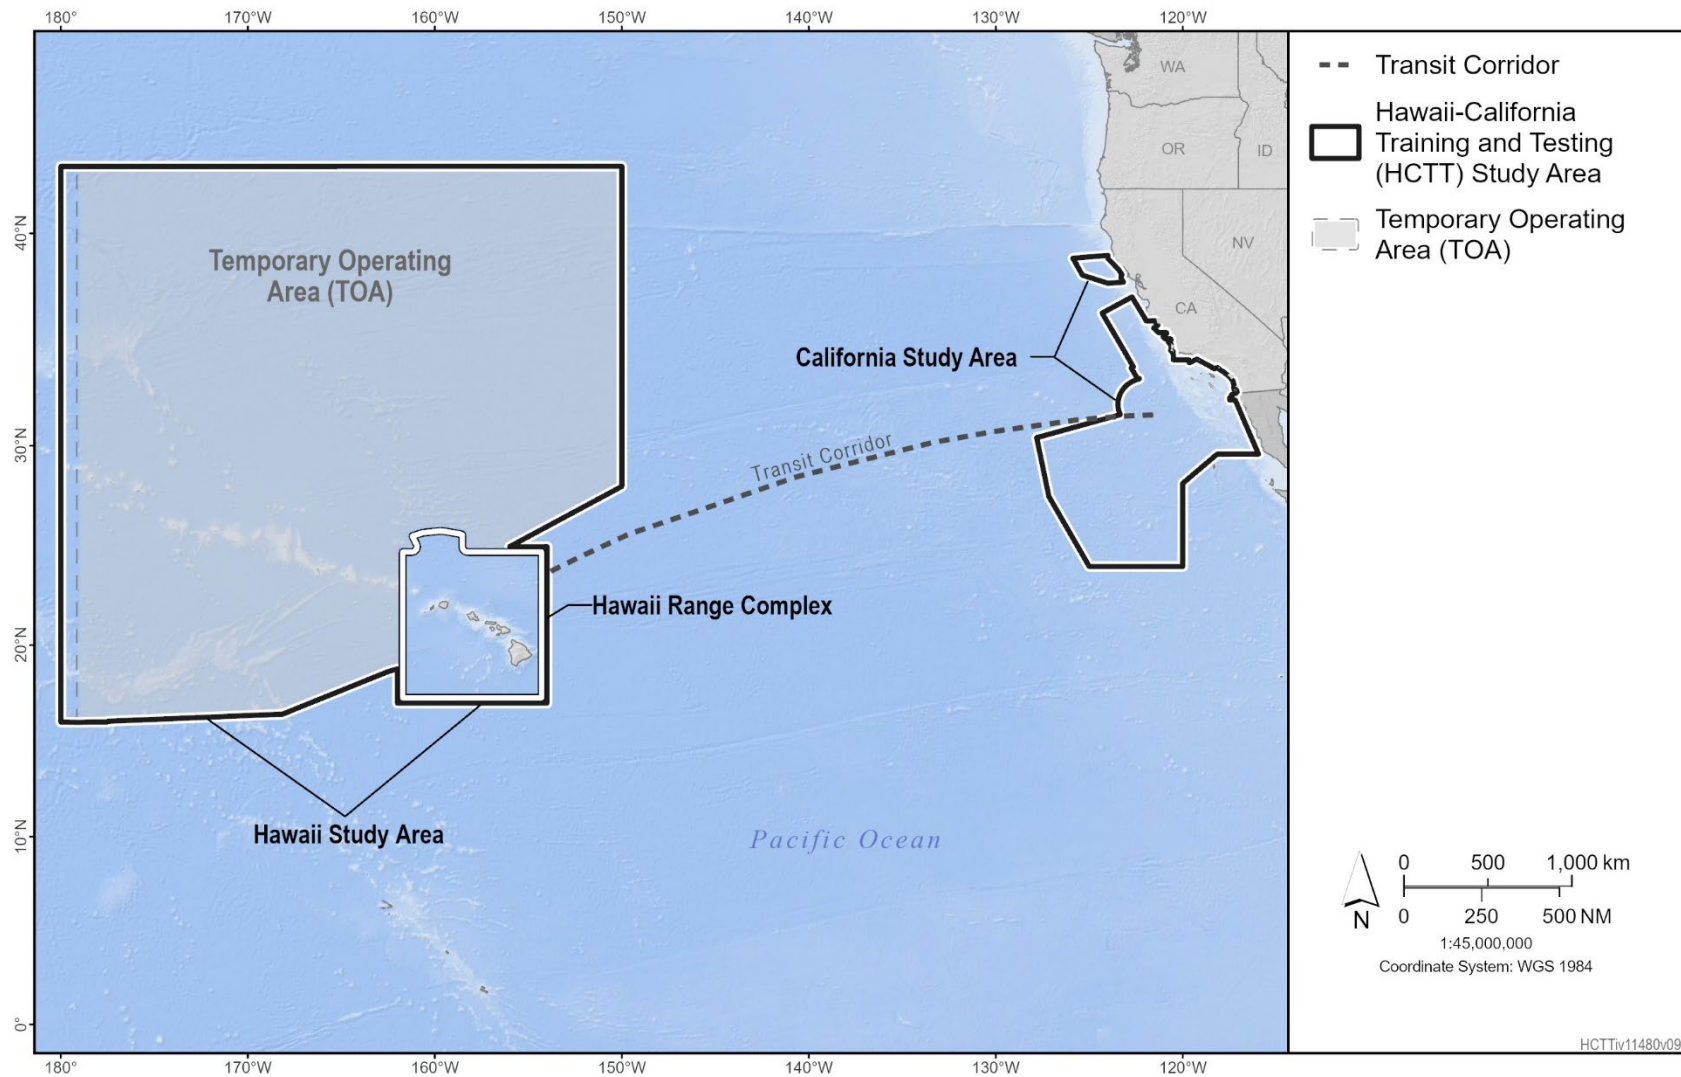 180°
170°W
160°W
150°W
140°W
130°W
120°W
40°N
30°N
20°N
10°N
0°
WA
OR
ID
NV
CA
Temporary Operating
Area (TOA)
California Study Area
Transit Corridor
Hawaii Range Complex
Hawaii Study Area
Pacific Ocean
180°
170°W
160°W
150°W
140°W
130°W
120°W
Transit Corridor
Hawaii-California
Training and Testing
(HCTT) Study Area
Temporary Operating
Area (TOA)
0 500 1,000 km
0 250 500 NM
N
1:45,000,000
Coordinate System: WGS 1984
HCTTiv11480v09